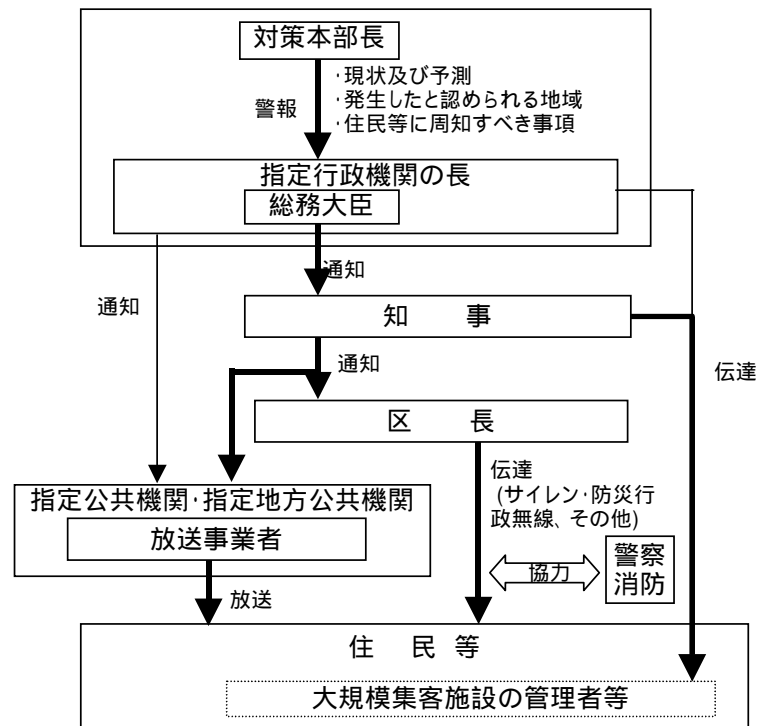 対策本部長
·現状及び予測
·発生したと認められる地域
·住民等に周知すべき事項
警報
指定行政機関の長
総務大臣
通知
通知
知　事
伝達
通知
区　長
伝達
(サイレン·防災行
政無線、その他)
指定公共機関·指定地方公共機関
放送事業者
協力
警察
消防
放送
住　民 等
大規模集客施設の管理者等